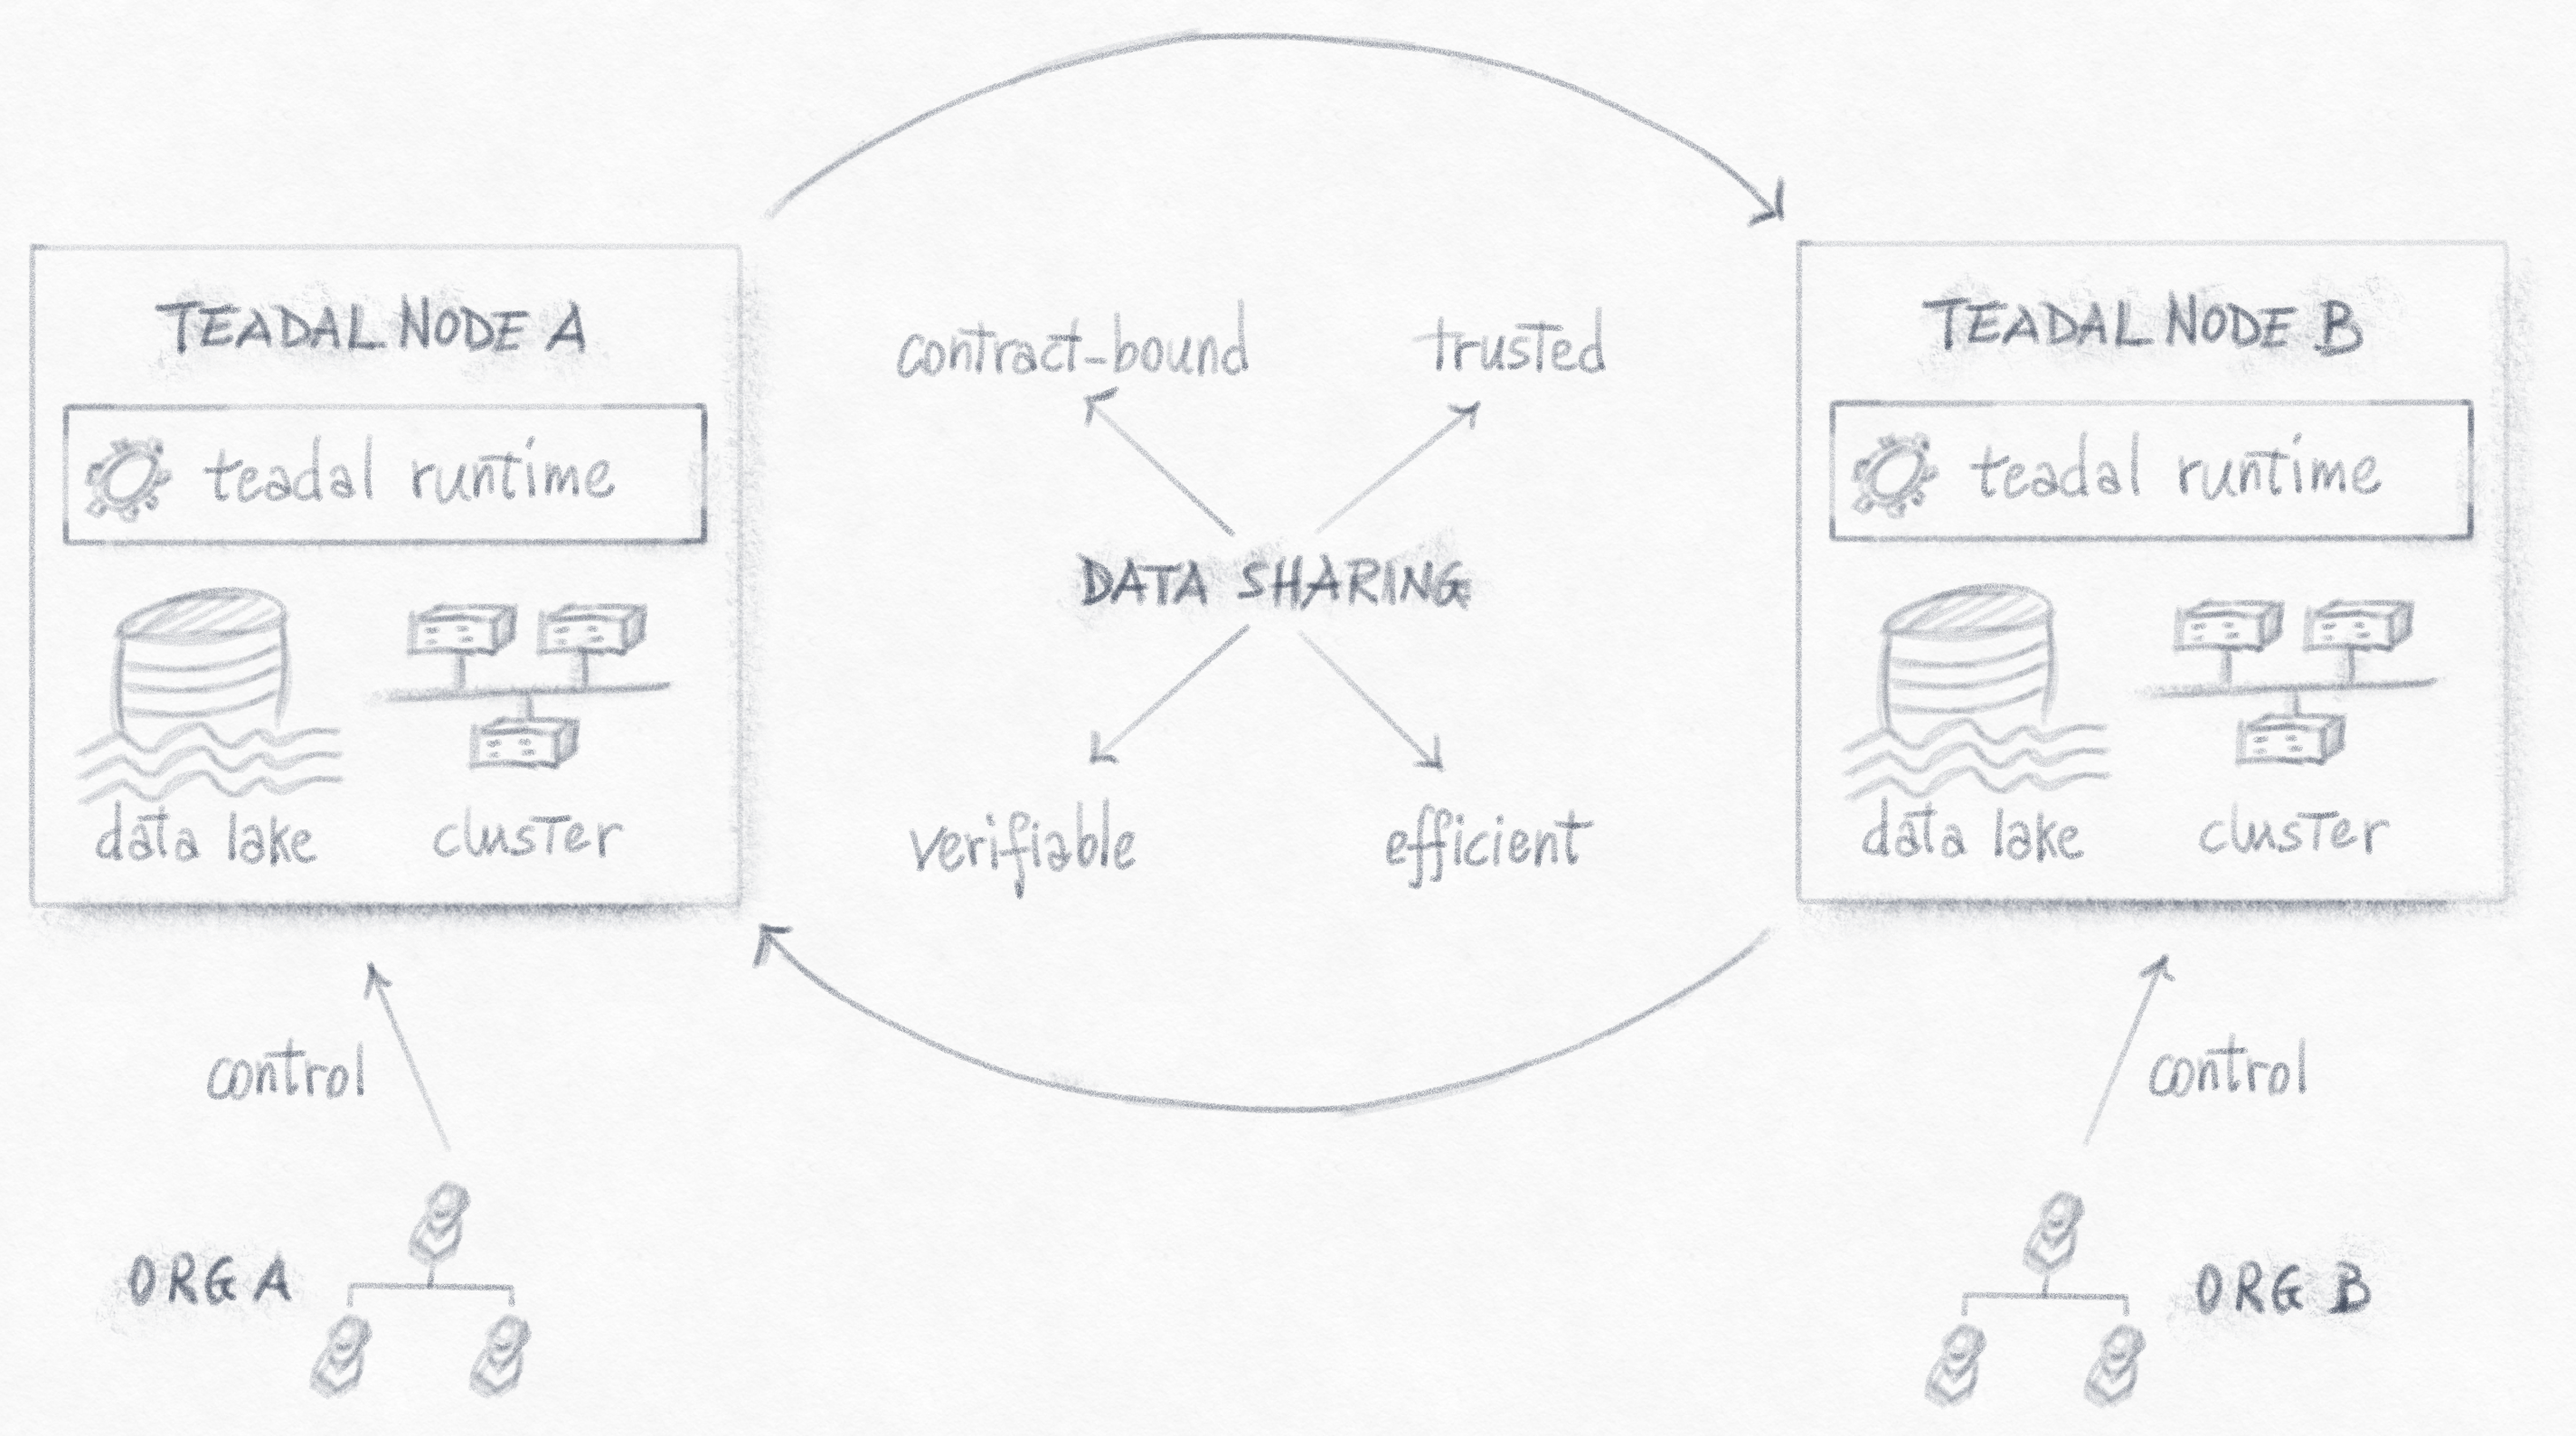 TEADAL NODE A
teadal runtime
data lake
cluster
control
ORG A
contract-bound
trusted
DATA SHARING
verifiable
efficient
TEADAL NODE B
teadal runtime
data lake
cluster
control
ORG B